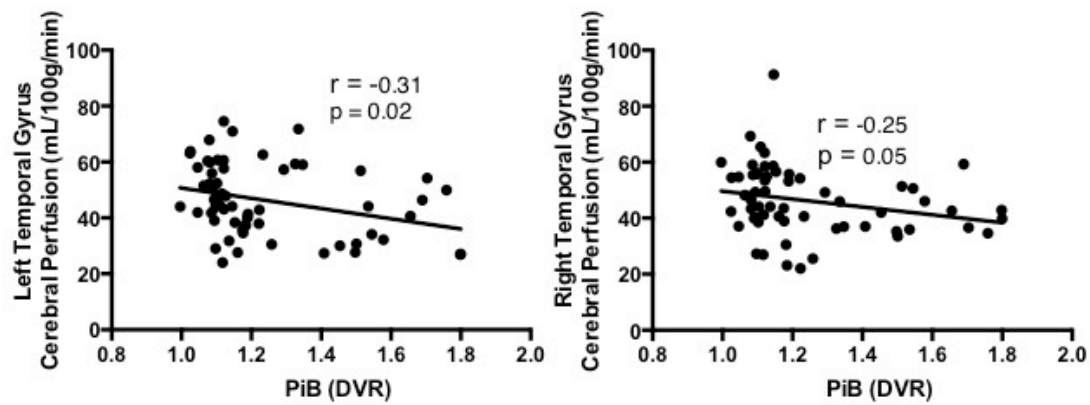 Left Temporal Gyrus
Cerebral Perfusion (mL/100g/min)
100
80
60
40
20
0
r = -0.31
p = 0.02
0.8
1.0
1.2
1.4
1.6
1.8
2.0
PiB (DVR)
Right Temporal Gyrus
Cerebral Perfusion (mL/100g/min)
100
80
60
40
20
0
r = -0.25
p = 0.05
0.8
1.0
1.2
1.4
1.6
1.8
2.0
PiB (DVR)